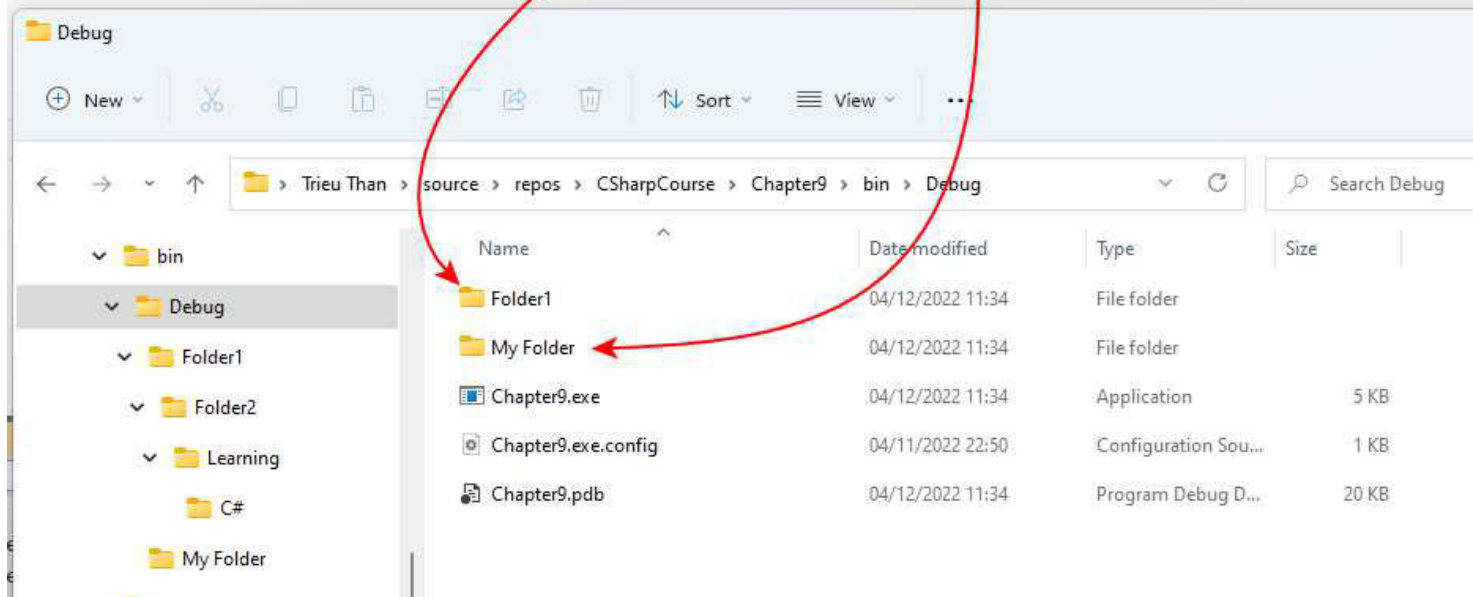 Debug
New Sort View ...
Trieu Than > source > repos > CSharpCourse > Chapter9 > bin > Debug Search Debug
bin
Debug
Folder1
Folder2
Learning
C#
My Folder
Name Date modified Type Size
Folder1 04/12/2022 11:34 File folder
My Folder 04/12/2022 11:34 File folder
Chapter9.exe 04/12/2022 11:34 Application 5 KB
Chapter9.exe.config 04/11/2022 22:50 Configuration Sou... 1 KB
Chapter9.pdb 04/12/2022 11:34 Program Debug D... 20 KB